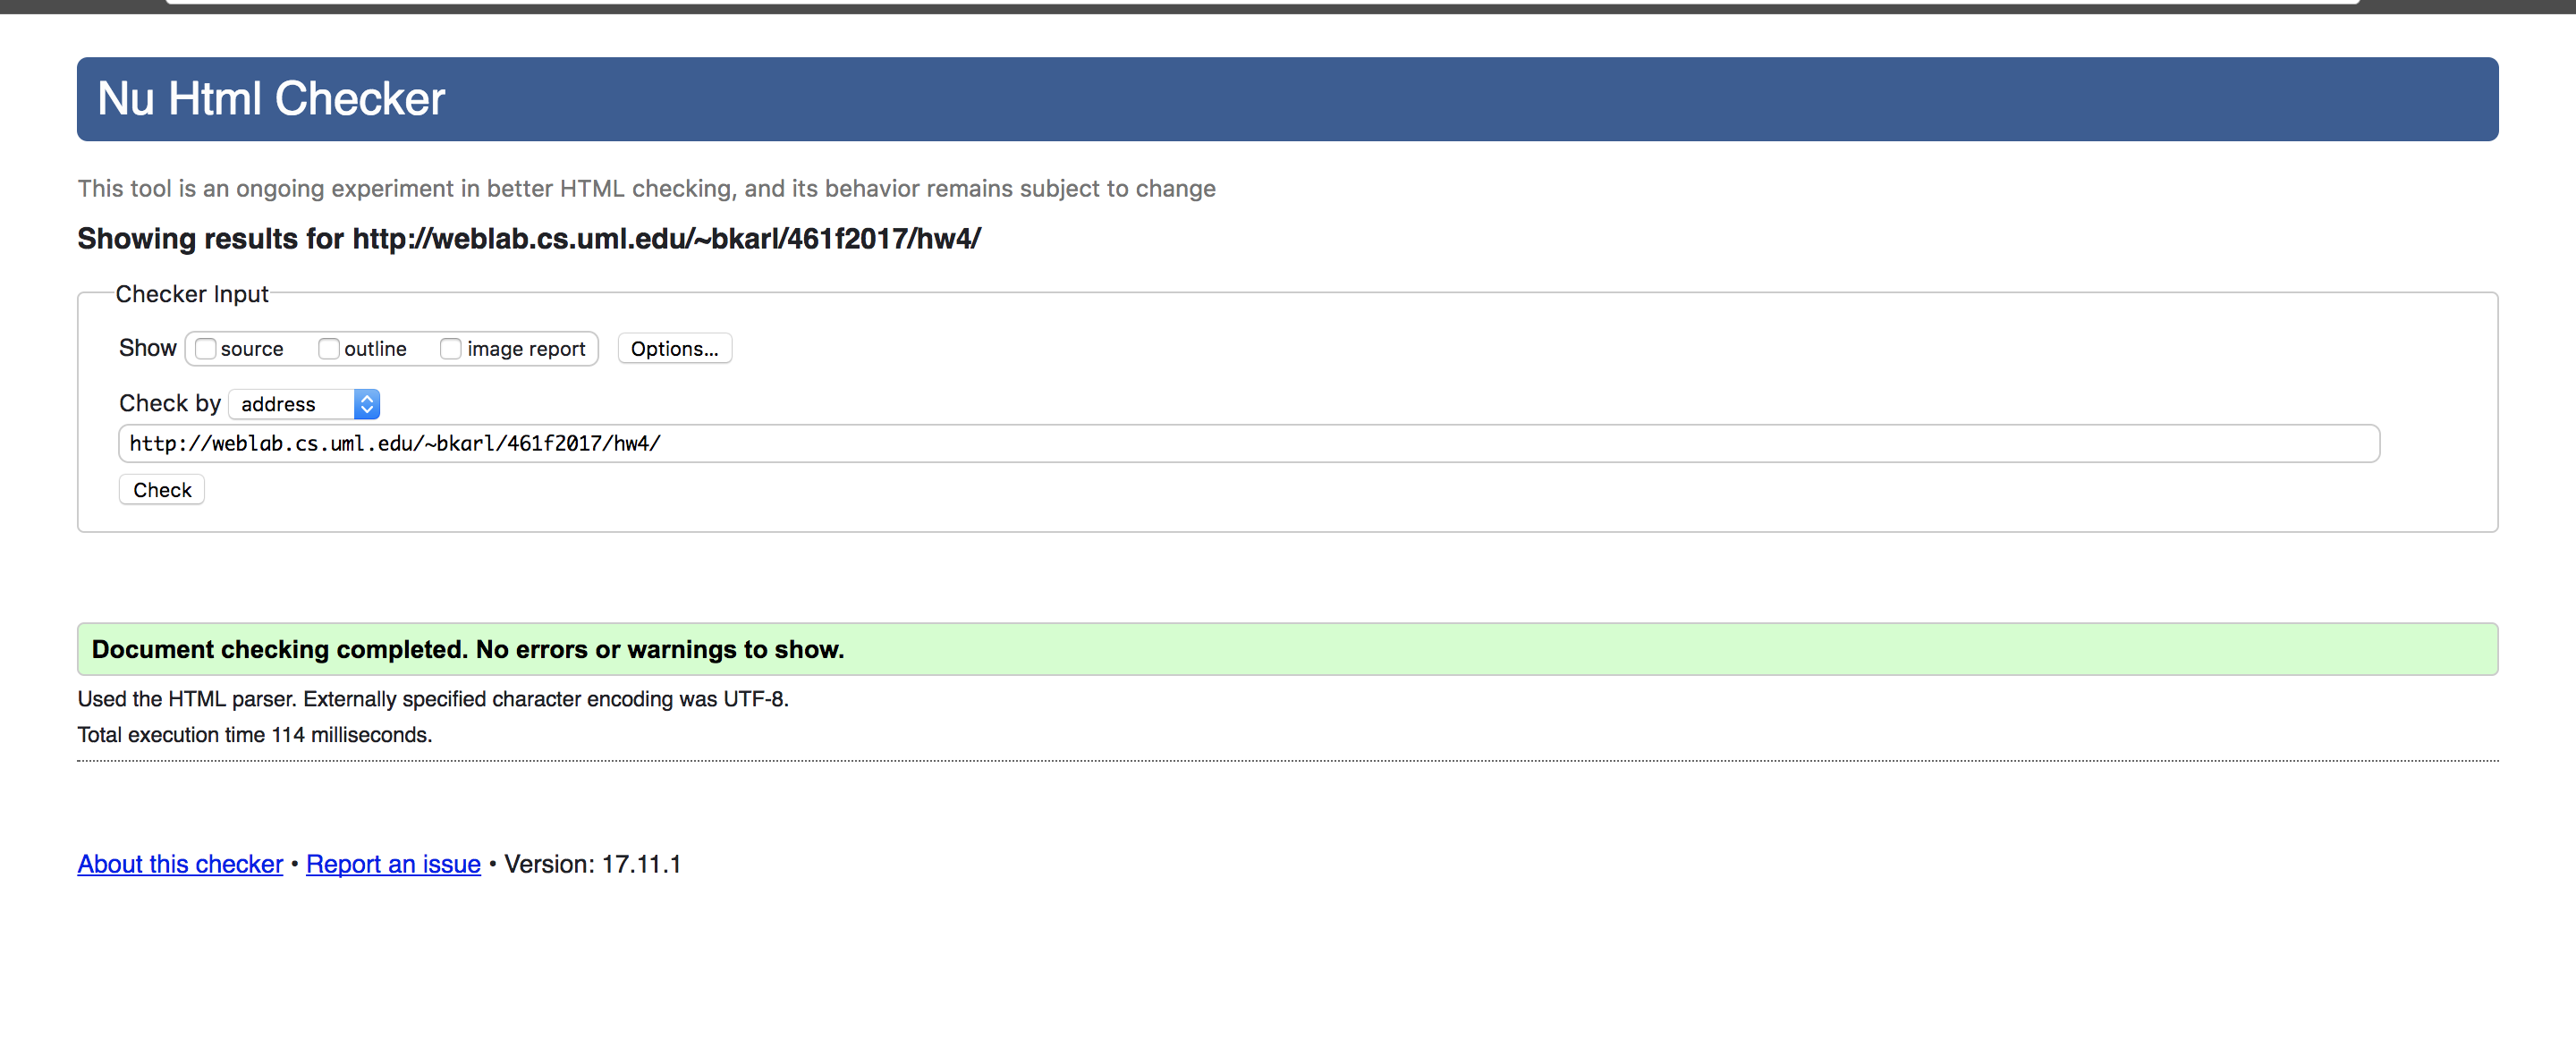 Nu Html Checker
This tool is an ongoing experiment in better HTML checking, and its behavior remains subject to change
Showing results for http://weblab.cs.uml.edu/~bkarl/461f2017/hw4/
Checker Input
Show source outline image report Options...
Check by address
http://weblab.cs.uml.edu/~bkarl/461f2017/hw4/
Check
Document checking completed. No errors or warnings to show.
Used the HTML parser. Externally specified character encoding was UTF-8.
Total execution time 114 milliseconds.
About this checker • Report an issue • Version: 17.11.1